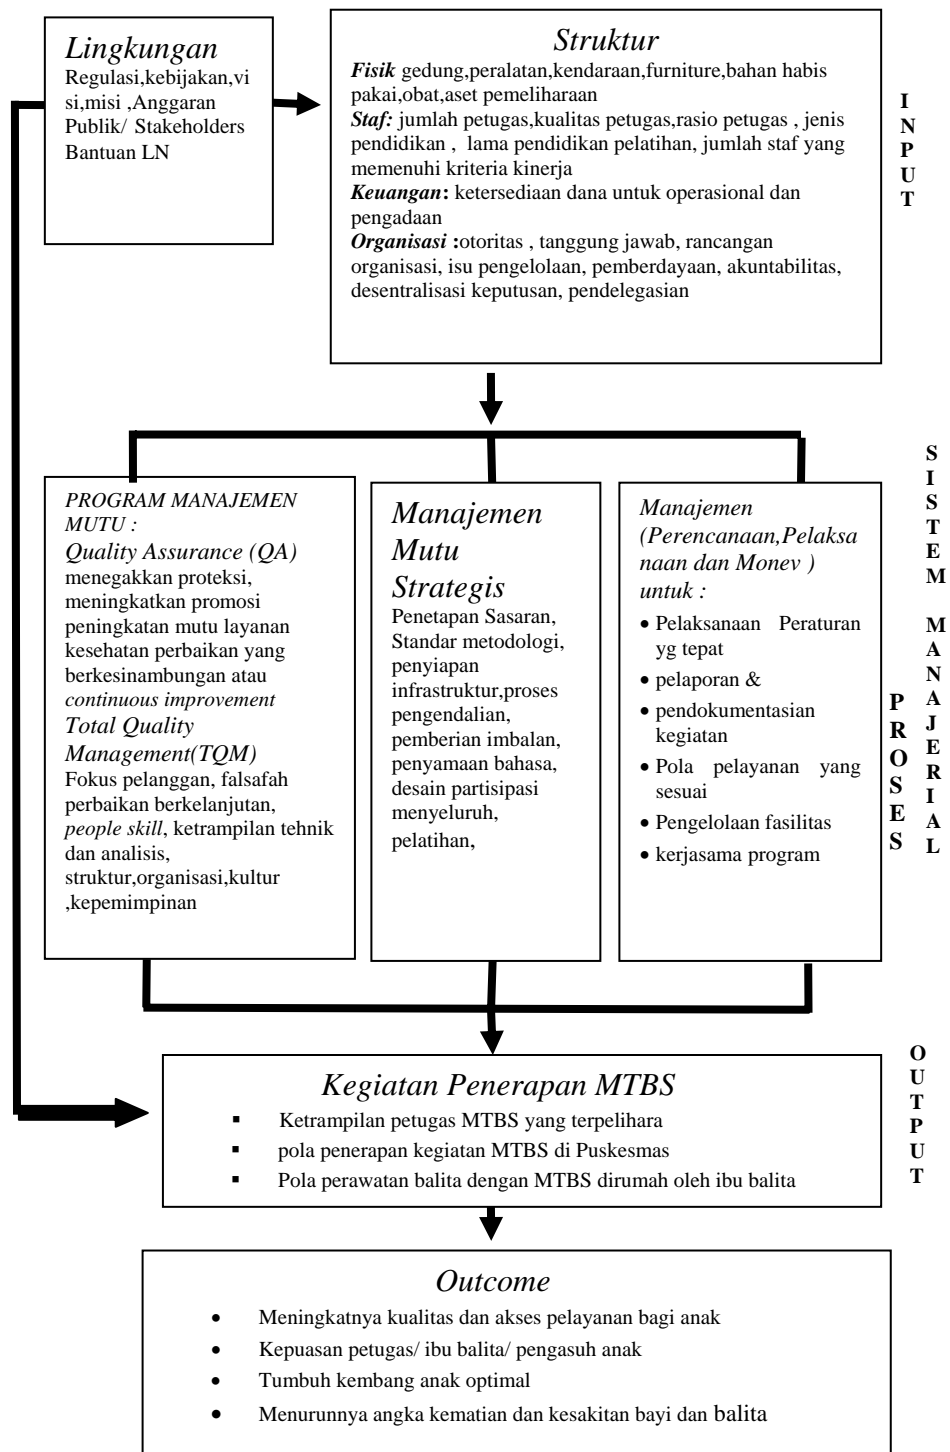 Lingkungan
Regulasi,kebijakan,vi
si,misi ,Anggaran
Publik/ Stakeholders
Bantuan LN
Struktur
Fisik gedung,peralatan,kendaraan,furniture,bahan habis
pakai,obat,aset pemeliharaan
Staf: jumlah petugas,kualitas petugas,rasio petugas , jenis
pendidikan , lama pendidikan pelatihan, jumlah staf yang
memenuhi kriteria kinerja
Keuangan: ketersediaan dana untuk operasional dan
pengadaan
Organisasi :otoritas , tanggung jawab, rancangan
organisasi, isu pengelolaan, pemberdayaan, akuntabilitas,
desentralisasi keputusan, pendelegasian
INPUT
PROGRAM MANAJEMEN
MUTU :
Quality Assurance (QA)
menegakkan proteksi,
meningkatkan promosi
peningkatan mutu layanan
kesehatan perbaikan yang
berkesinambungan atau
continuous improvement
Total Quality
Management(TQM)
Fokus pelanggan, falsafah
perbaikan berkelanjutan,
people skill, ketrampilan tehnik
dan analisis,
struktur,organisasi,kultur
,kepemimpinan
Manajemen
Mutu
Strategis
Penetapan Sasaran,
Standar metodologi,
penyiapan
infrastruktur,proses
pengendalian,
pemberian imbalan,
penyamaan bahasa,
desain partisipasi
menyeluruh,
pelatihan,
Manajemen
(Perencanaan,Pelaksa
naan dan Monev )
untuk :
• Pelaksanaan Peraturan
yg tepat
• pelaporan &
• pendokumentasian
kegiatan
• Pola pelayanan yang
sesuai
• Pengelolaan fasilitas
• kerjasama program
PROSES
SISTEM MANAJERIAL
Kegiatan Penerapan MTBS
▪ Ketrampilan petugas MTBS yang terpelihara
▪ pola penerapan kegiatan MTBS di Puskesmas
▪ Pola perawatan balita dengan MTBS dirumah oleh ibu balita
OUTPUT
Outcome
• Meningkatnya kualitas dan akses pelayanan bagi anak
• Kepuasan petugas/ ibu balita/ pengasuh anak
• Tumbuh kembang anak optimal
• Menurunnya angka kematian dan kesakitan bayi dan balita